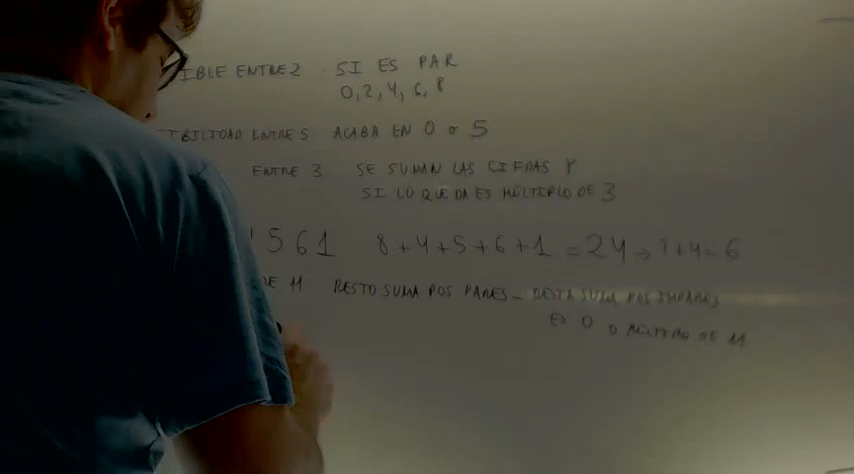 IBLE ENTRE 2 SI ES PAR
0, 2, 4, 6, 8
IBILIDAD ENTRE 5 ACABA EN 0 o 5
ENTRE 3 SE SUMAN LAS CIFRAS Y
SI LO QUE DA ES MÚLTIPLO DE 3
561 8+4+5+6+1=24→ 2+4=6
DE 11 RESTO SUMA POS PARES - RESTA SUMA POS IMPARES
ES 0 O MÚLTIPLO DE 11